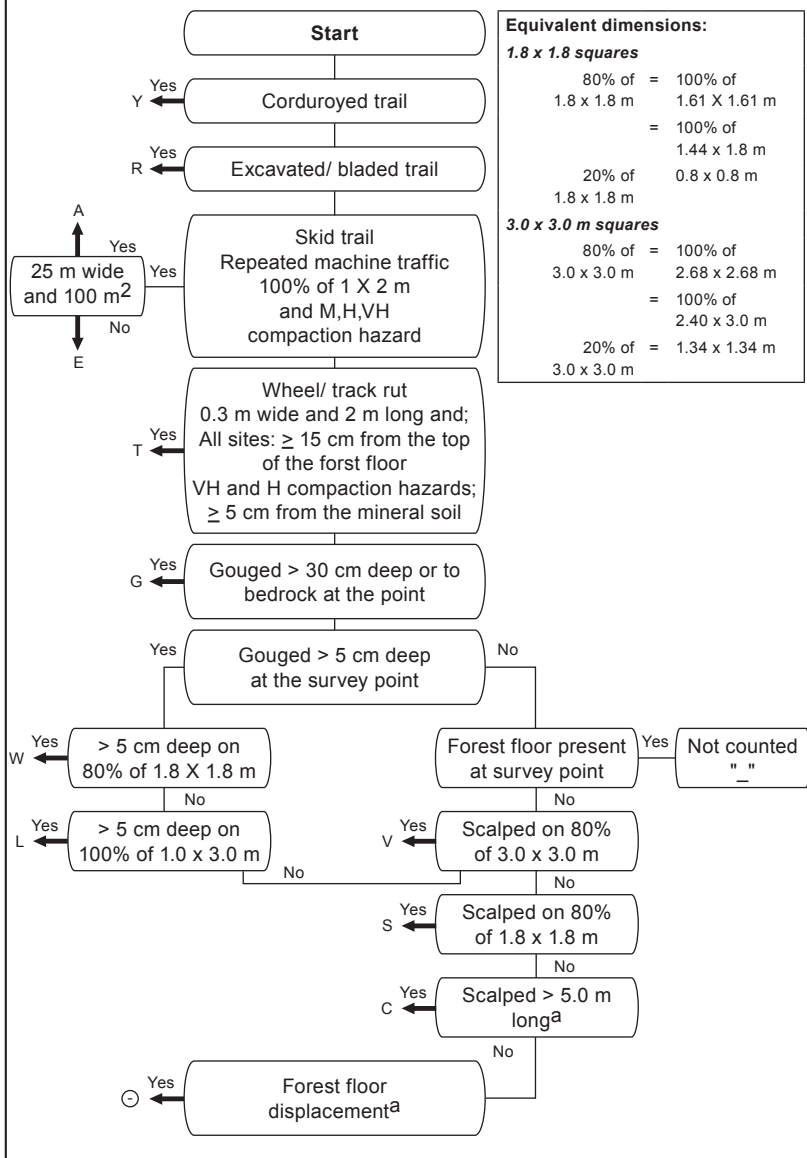 Start
Yes
Y
Corduroyed trail
Yes
R
Excavated/ bladed trail
A
Yes
25 m wide
and 100 m2
No
E
Yes
Skid trail
Repeated machine traffic
100% of 1 X 2 m
and M,H,VH
compaction hazard
Yes
T
Wheel/ track rut
0.3 m wide and 2 m long and;
All sites: ≥ 15 cm from the top
of the forst floor
VH and H compaction hazards;
≥ 5 cm from the mineral soil
Yes
G
Gouged > 30 cm deep or to
bedrock at the point
Yes
Gouged > 5 cm deep
at the survey point
No
Yes
W
> 5 cm deep on
80% of 1.8 X 1.8 m
No
Yes
L
> 5 cm deep on
100% of 1.0 x 3.0 m
No
Forest floor present
at survey point
Yes
Not counted
"_"
No
Yes
V
Scalped on 80%
of 3.0 x 3.0 m
No
Yes
S
Scalped on 80%
of 1.8 x 1.8 m
No
Yes
C
Scalped > 5.0 m
longa
No
Yes
-
Forest floor
displacementa
Equivalent dimensions:
1.8 x 1.8 squares
80% of = 100% of
1.8 x 1.8 m 1.61 X 1.61 m
= 100% of
1.44 x 1.8 m
20% of 0.8 x 0.8 m
1.8 x 1.8 m
3.0 x 3.0 m squares
80% of = 100% of
3.0 x 3.0 m 2.68 x 2.68 m
= 100% of
2.40 x 3.0 m
20% of = 1.34 x 1.34 m
3.0 x 3.0 m